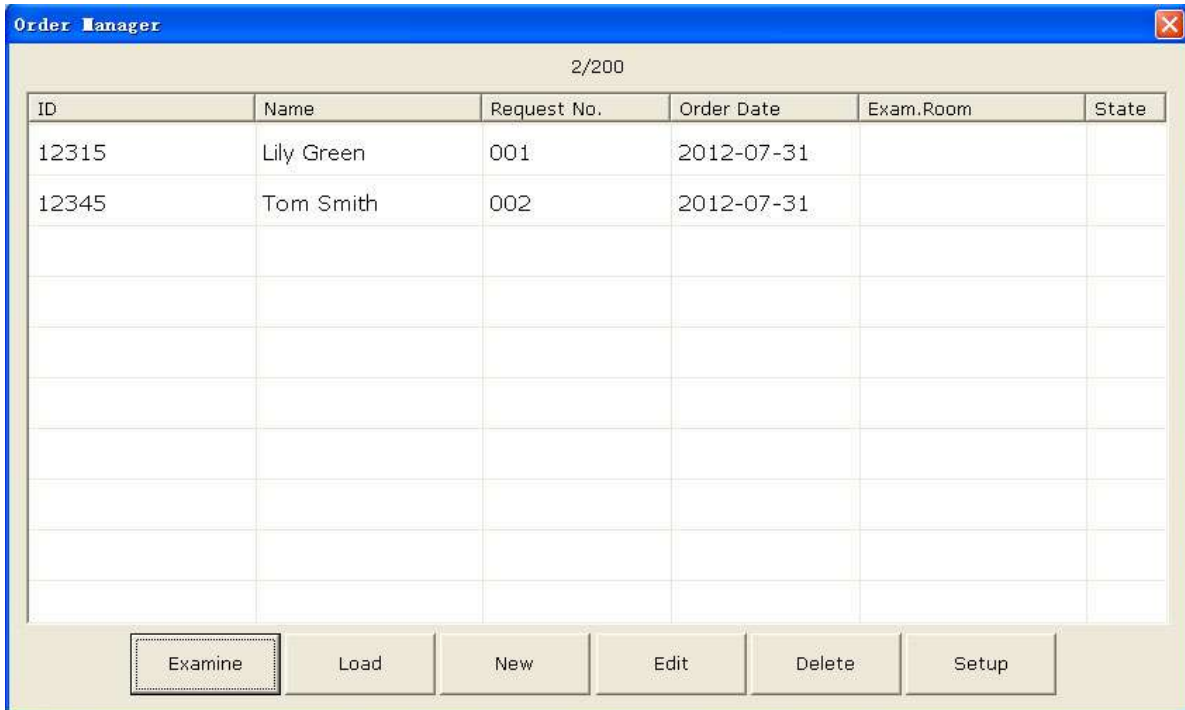 Order Manager
2/200
ID Name Request No. Order Date Exam.Room State
12315 Lily Green 001 2012-07-31
12345 Tom Smith 002 2012-07-31
Examine Load New Edit Delete Setup